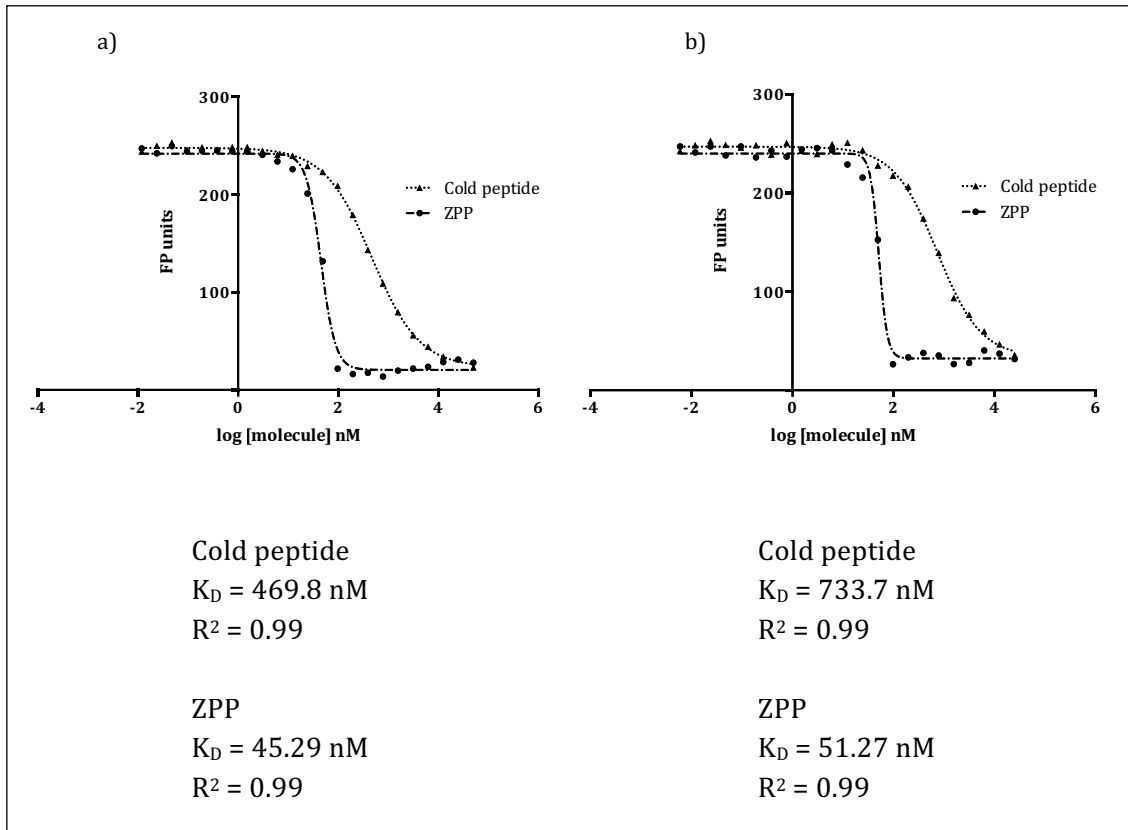 a)
300
200
100
FP units
Cold peptide
ZPP
-4
-2
0
2
4
6
log [molecule] nM
b)
300
200
100
FP units
Cold peptide
ZPP
-4
-2
0
2
4
6
log [molecule] nM
Cold peptide
K_D = 469.8 nM
R² = 0.99
ZPP
K_D = 45.29 nM
R² = 0.99
Cold peptide
K_D = 733.7 nM
R² = 0.99
ZPP
K_D = 51.27 nM
R² = 0.99